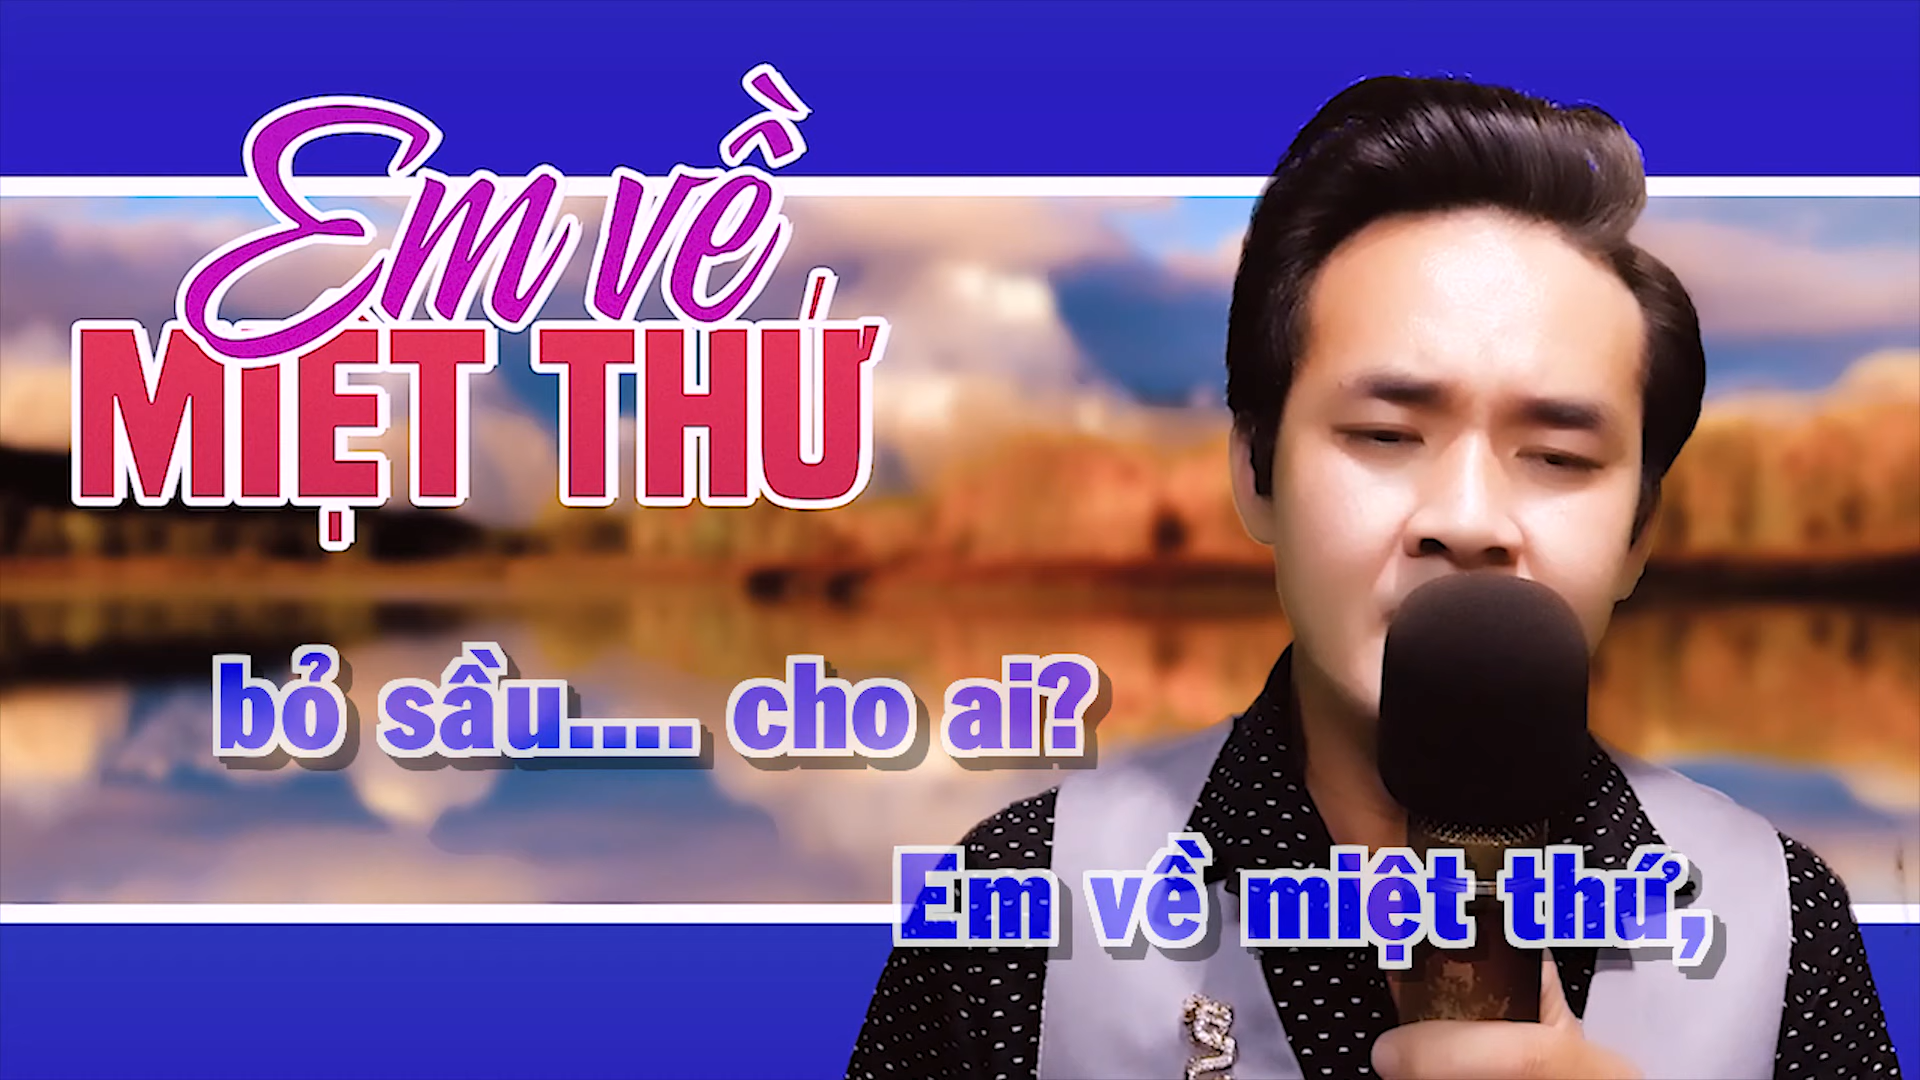 Em về
MIỆT THỨ
bỏ sầu.... cho ai?
Em về miệt thứ,